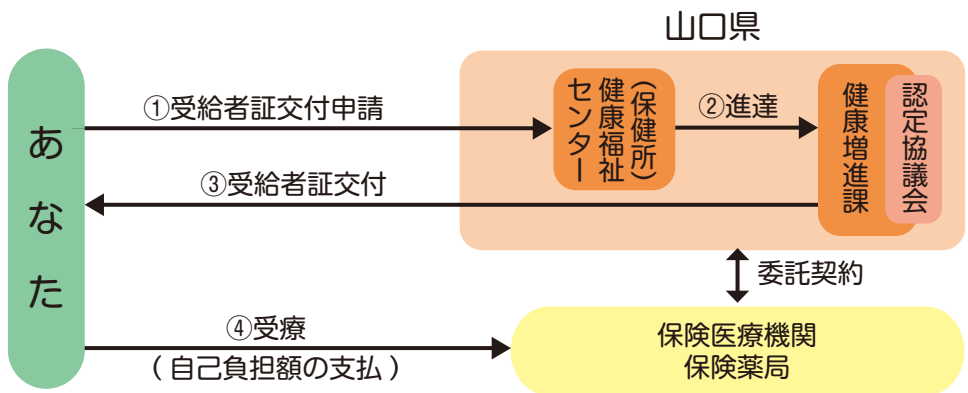 山口県
あなた
①受給者証交付申請
健康福祉
センター
(保健所)
②進達
健康増進課
認定協議会
③受給者証交付
委託契約
④受療
(自己負担額の支払)
保険医療機関
保険薬局